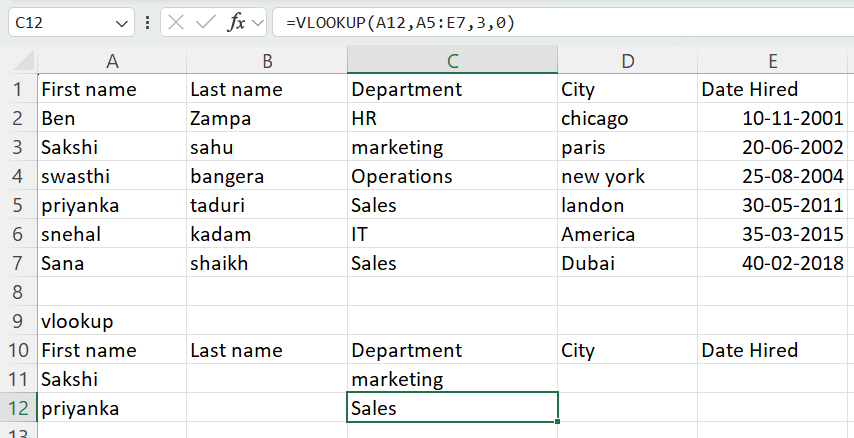 C12 fx =VLOOKUP(A12,A5:E7,3,0)
A B C D E
1 First name Last name Department City Date Hired
2 Ben Zampa HR chicago 10-11-2001
3 Sakshi sahu marketing paris 20-06-2002
4 swasthi bangera Operations new york 25-08-2004
5 priyanka taduri Sales landon 30-05-2011
6 snehal kadam IT America 35-03-2015
7 Sana shaikh Sales Dubai 40-02-2018
8
9 vlookup
10 First name Last name Department City Date Hired
11 Sakshi marketing
12 priyanka Sales
13